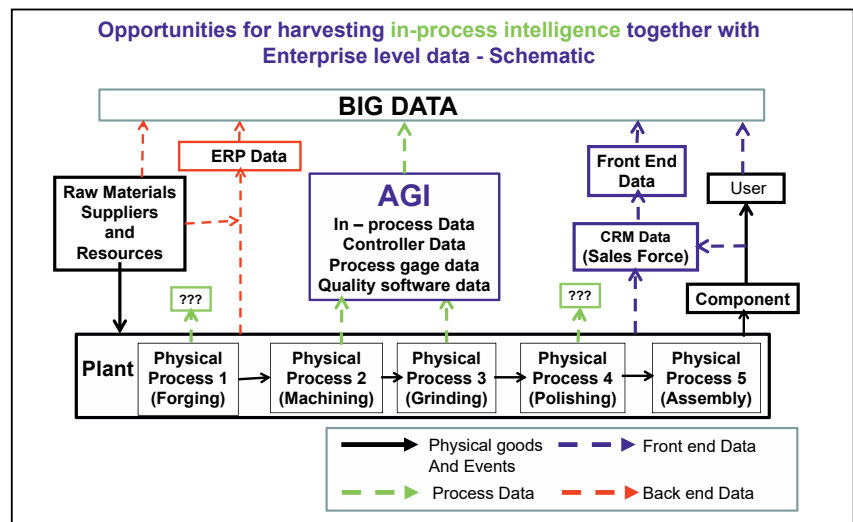 Opportunities for harvesting in-process intelligence together with
Enterprise level data - Schematic
BIG DATA
ERP Data
Raw Materials
Suppliers
and
Resources
AGI
In – process Data
Controller Data
Process gage data
Quality software data
Front End
Data
User
CRM Data
(Sales Force)
Component
???
???
Plant
Physical
Process 1
(Forging)
Physical
Process 2
(Machining)
Physical
Process 3
(Grinding)
Physical
Process 4
(Polishing)
Physical
Process 5
(Assembly)
Physical goods
And Events
Front end Data
Process Data
Back end Data